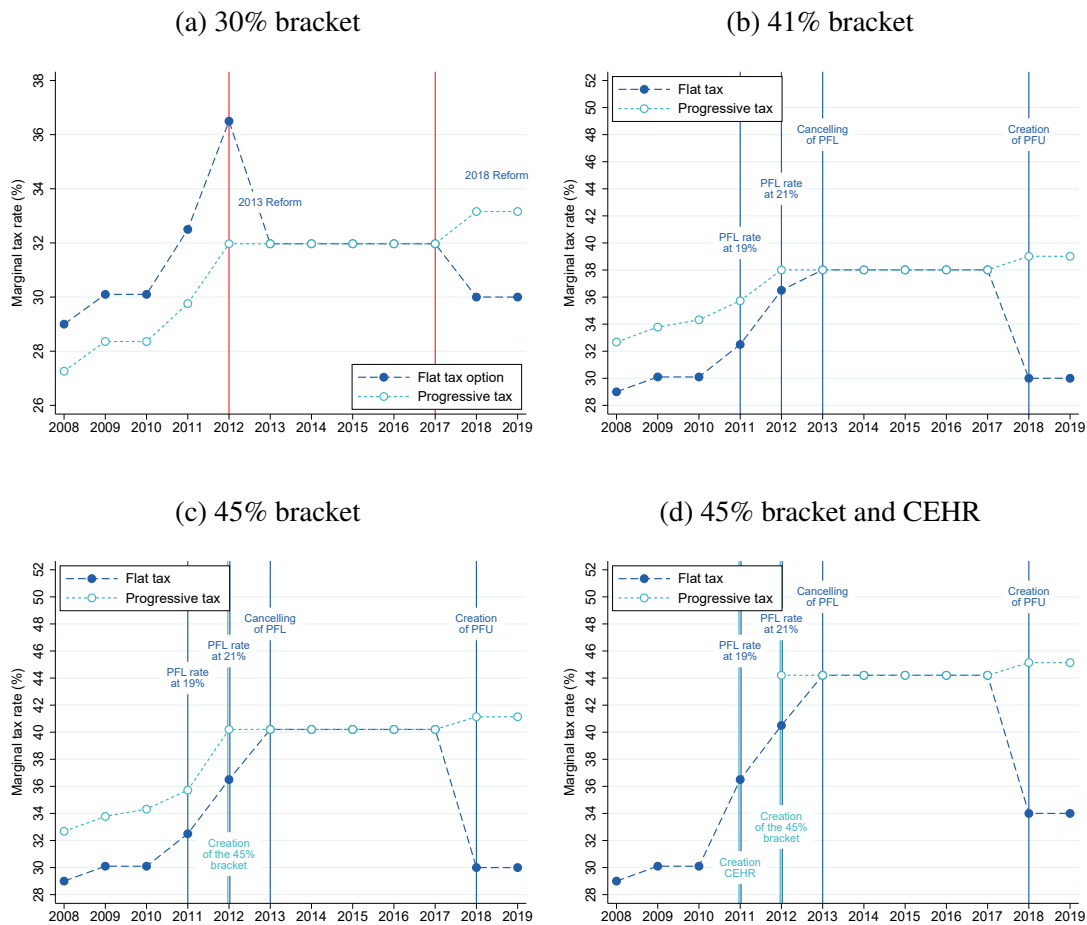 (a) 30% bracket
Marginal tax rate (%)
38
36
34
32
30
28
26
2013 Reform
2018 Reform
Flat tax option
Progressive tax
2008 2009 2010 2011 2012 2013 2014 2015 2016 2017 2018 2019
(b) 41% bracket
Marginal tax rate (%)
52
50
48
46
44
42
40
38
36
34
32
30
28
Flat tax
Progressive tax
Cancelling
of PFL
Creation
of PFU
PFL rate
at 21%
PFL rate
at 19%
2008 2009 2010 2011 2012 2013 2014 2015 2016 2017 2018 2019
(c) 45% bracket
Marginal tax rate (%)
52
50
48
46
44
42
40
38
36
34
32
30
28
Flat tax
Progressive tax
Cancelling
of PFL
Creation
of PFU
PFL rate
at 21%
PFL rate
at 19%
Creation
of the 45%
bracket
2008 2009 2010 2011 2012 2013 2014 2015 2016 2017 2018 2019
(d) 45% bracket and CEHR
Marginal tax rate (%)
52
50
48
46
44
42
40
38
36
34
32
30
28
Flat tax
Progressive tax
Cancelling
of PFL
Creation
of PFU
PFL rate
at 21%
PFL rate
at 19%
Creation
of the 45%
bracket
Creation
CEHR
2008 2009 2010 2011 2012 2013 2014 2015 2016 2017 2018 2019